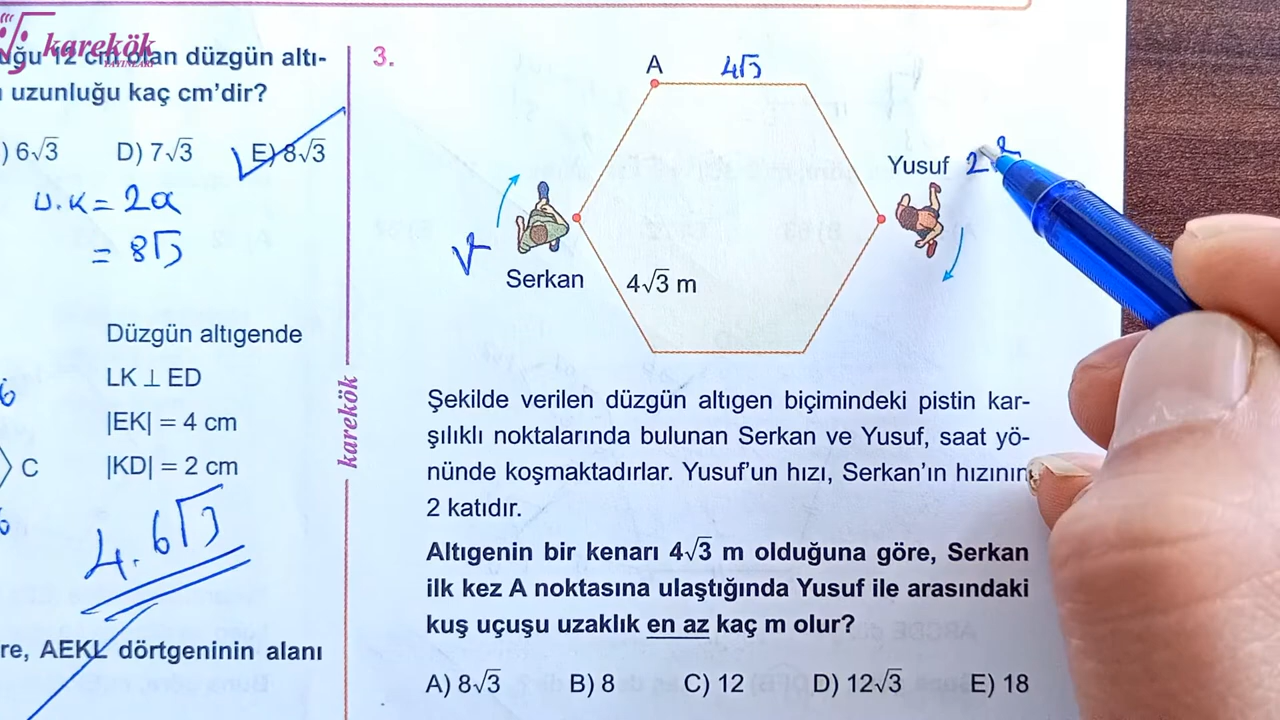 karekök
YAYINLARI
uğu 12 cm olan düzgün altı-
uzunluğu kaç cm'dir?
) 6√3 D) 7√3 E) 8√3
U.K = 2a
= 8√3
Düzgün altıgende
LK ⊥ ED
|EK| = 4 cm
|KD| = 2 cm
C
4.6√3
re, AEKL dörtgeninin alanı
karekök
3.
A
4√3
Yusuf
V
Serkan
4√3 m
Şekilde verilen düzgün altıgen biçimindeki pistin kar-
şılıklı noktalarında bulunan Serkan ve Yusuf, saat yö-
nünde koşmaktadırlar. Yusuf'un hızı, Serkan'ın hızının
2 katıdır.
Altıgenin bir kenarı 4√3 m olduğuna göre, Serkan
ilk kez A noktasına ulaştığında Yusuf ile arasındaki
kuş uçuşu uzaklık en az kaç m olur?
A) 8√3 B) 8 C) 12 D) 12√3 E) 18